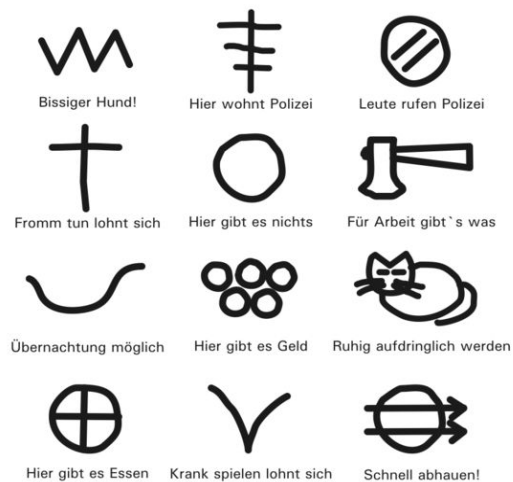 Bissiger Hund!
Hier wohnt Polizei
Leute rufen Polizei
Fromm tun lohnt sich
Hier gibt es nichts
Für Arbeit gibt`s was
Übernachtung möglich
Hier gibt es Geld
Ruhig aufdringlich werden
Hier gibt es Essen
Krank spielen lohnt sich
Schnell abhauen!